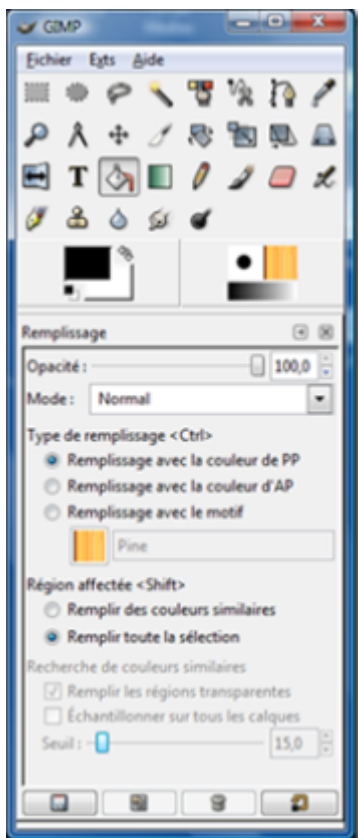 GIMP
Fichier Exts Aide
Remplissage
Opacité : 100,0
Mode : Normal
Type de remplissage <Ctrl>
Remplissage avec la couleur de PP
Remplissage avec la couleur d'AP
Remplissage avec le motif
Pine
Région affectée <Shift>
Remplir des couleurs similaires
Remplir toute la sélection
Recherche de couleurs similaires
Remplir les régions transparentes
Échantillonner sur tous les calques
Seuil : 15,0